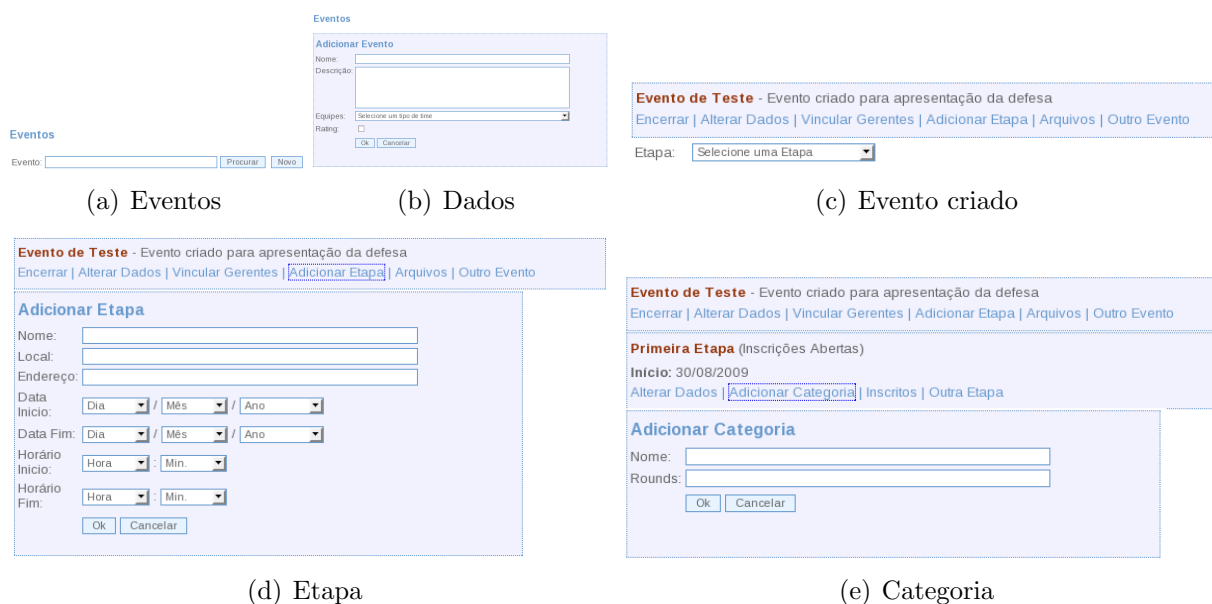 Eventos
Evento: Procurar Novo
(a) Eventos
Eventos
Adicionar Evento
Nome:
Descrição:
Equipes: Selecione um tipo de time
Rating:
Ok Cancelar
(b) Dados
Evento de Teste - Evento criado para apresentação da defesa
Encerrar | Alterar Dados | Vincular Gerentes | Adicionar Etapa | Arquivos | Outro Evento
Etapa: Selecione uma Etapa
(c) Evento criado
Evento de Teste - Evento criado para apresentação da defesa
Encerrar | Alterar Dados | Vincular Gerentes | Adicionar Etapa | Arquivos | Outro Evento
Adicionar Etapa
Nome:
Local:
Endereço:
Data
Inicio: Dia / Mês / Ano
Data Fim: Dia / Mês / Ano
Horário
Inicio: Hora : Min.
Horário
Fim: Hora : Min.
Ok Cancelar
(d) Etapa
Evento de Teste - Evento criado para apresentação da defesa
Encerrar | Alterar Dados | Vincular Gerentes | Adicionar Etapa | Arquivos | Outro Evento
Primeira Etapa (Inscrições Abertas)
Início: 30/08/2009
Alterar Dados | Adicionar Categoria | Inscritos | Outra Etapa
Adicionar Categoria
Nome:
Rounds:
Ok Cancelar
(e) Categoria